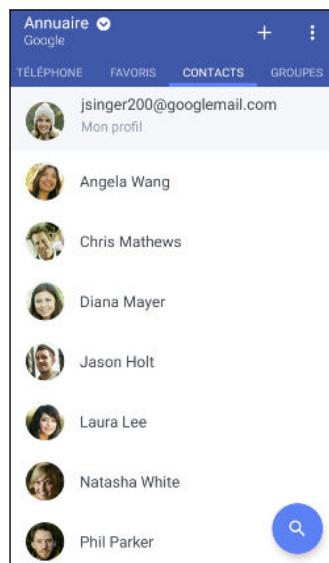 Annuaire
Google
TÉLÉPHONE FAVORIS CONTACTS GROUPES
jsinger200@googlemail.com
Mon profil
Angela Wang
Chris Mathews
Diana Mayer
Jason Holt
Laura Lee
Natasha White
Phil Parker